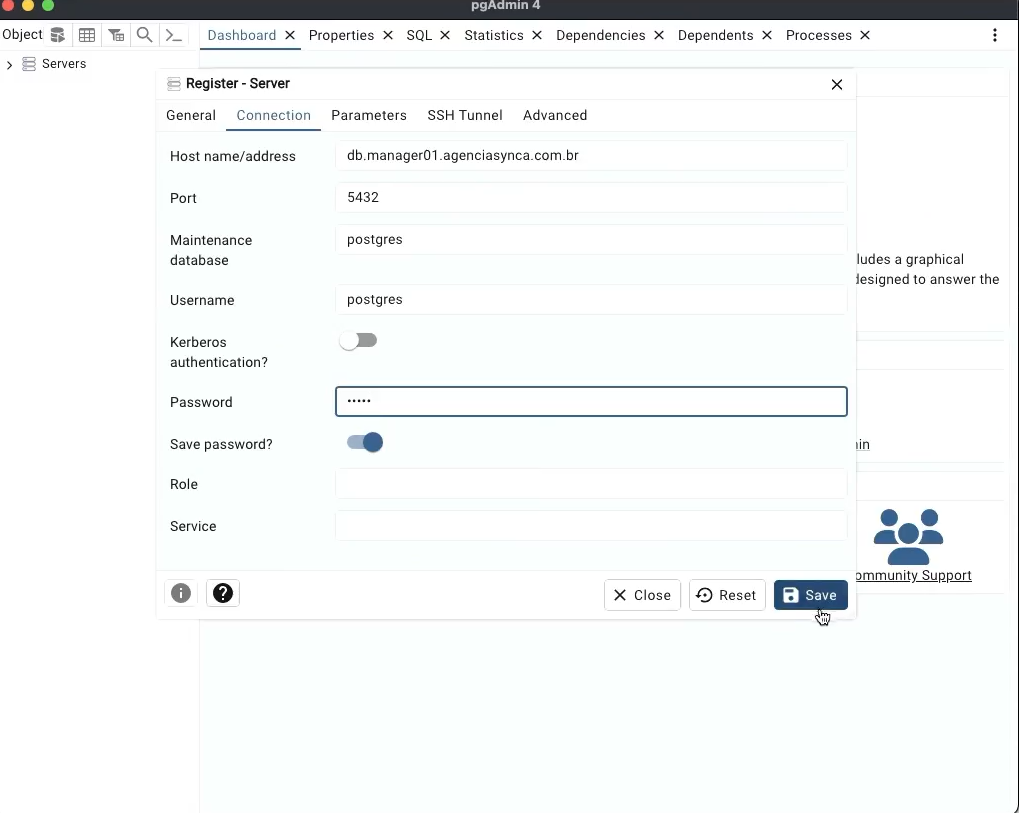 pgAdmin 4
Object
Dashboard Properties SQL Statistics Dependencies Dependents Processes
Servers
Register - Server
General Connection Parameters SSH Tunnel Advanced
Host name/address db.manager01.agenciasynca.com.br
Port 5432
Maintenance
database
postgres
ludes a graphical
designed to answer the
Username postgres
Kerberos
authentication?
Password •••••
Save password?
in
Role
Service
ommunity Support
Close Reset Save